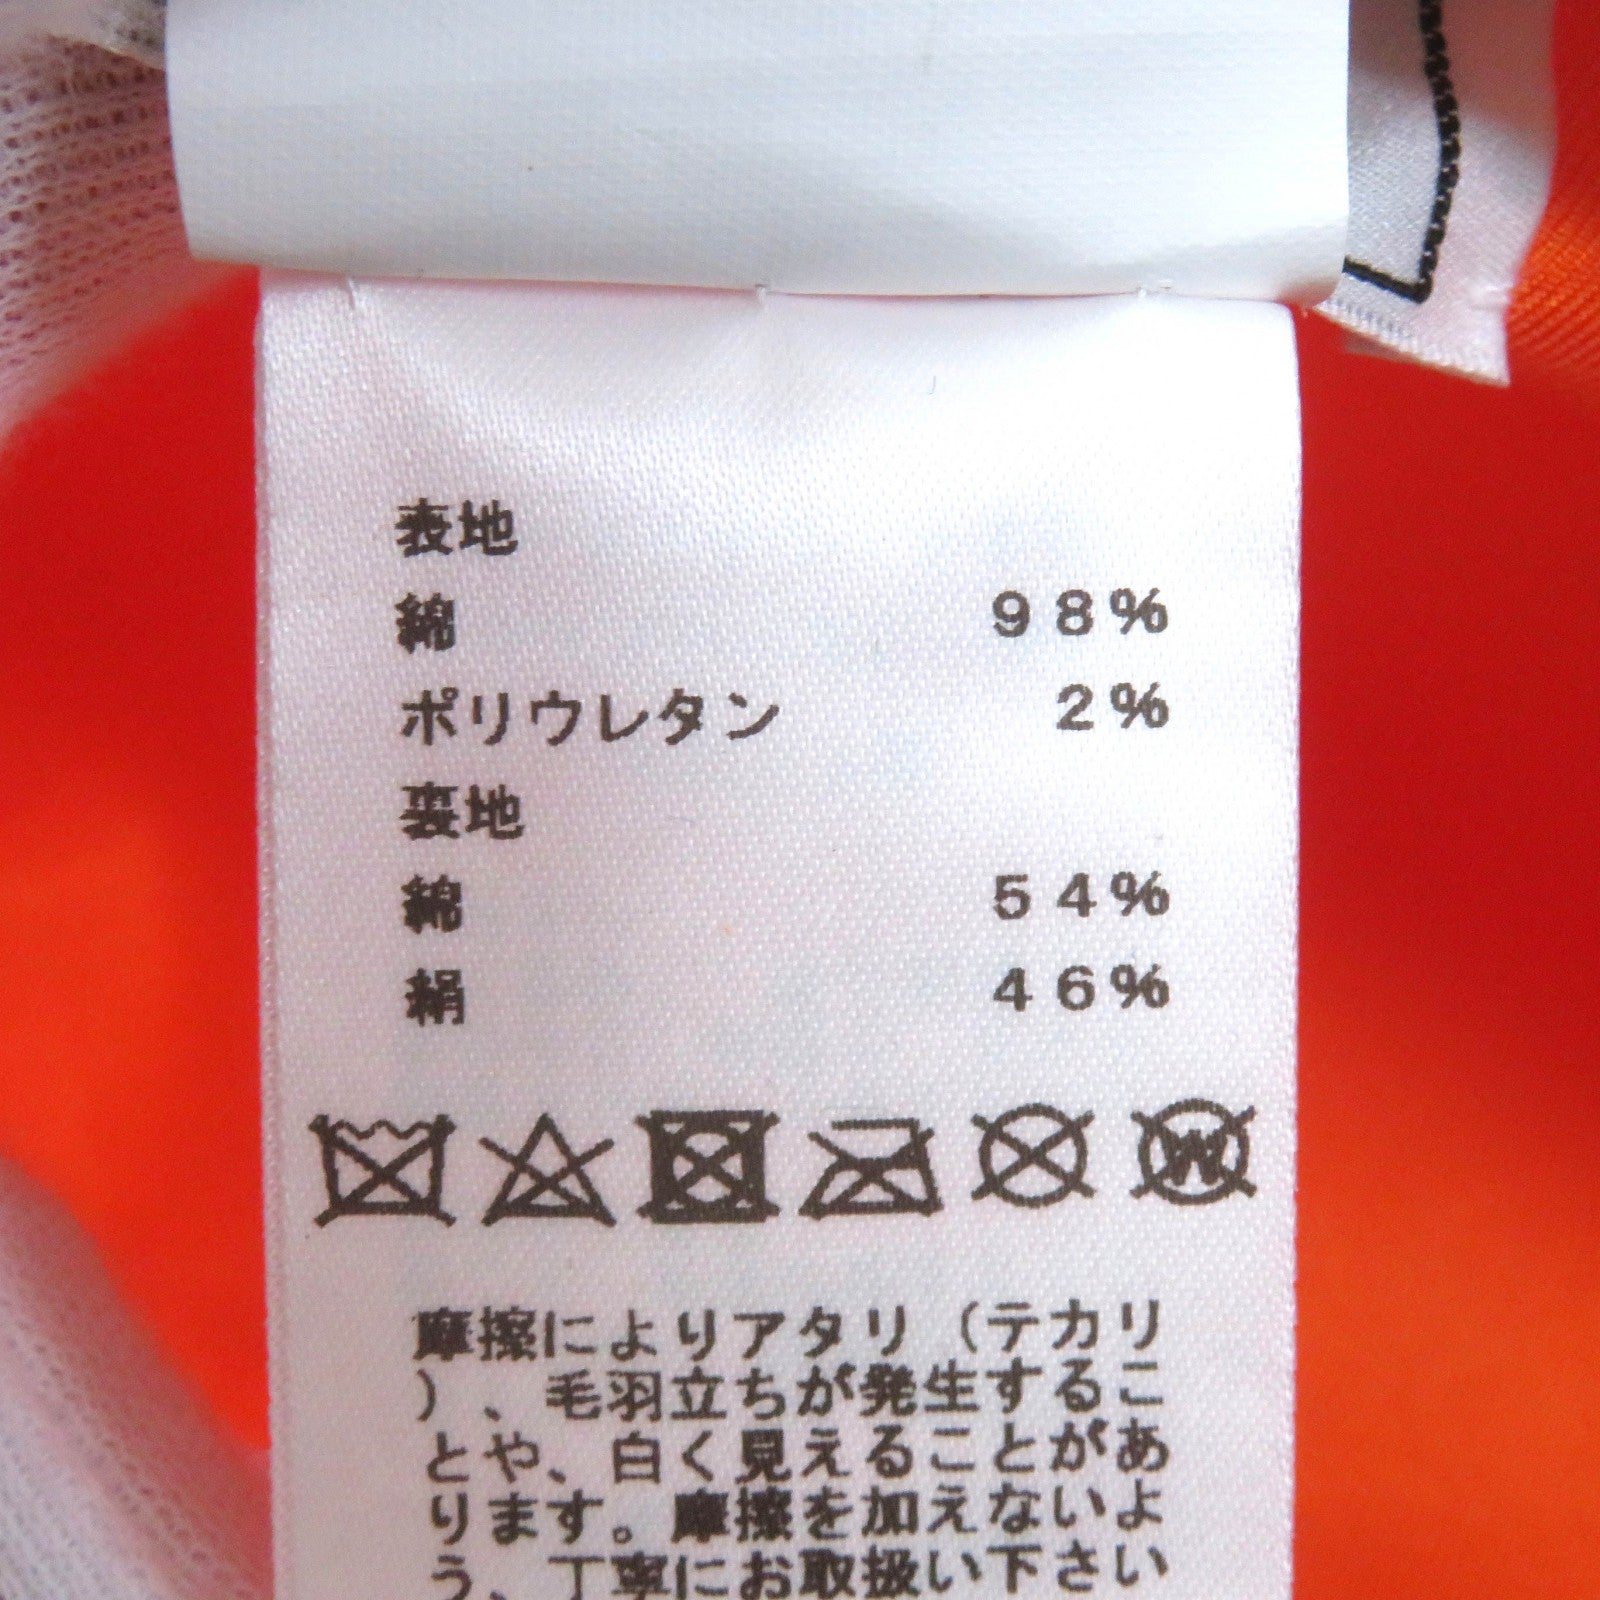 表地
綿 98%
ポリウレタン 2%
裏地
綿 54%
絹 46%
W
摩擦によりアタリ（テカリ
）、毛羽立ちが発生するこ
とや、白く見えることがあ
ります。摩擦を加えないよ
う、丁寧にお取扱い下さい